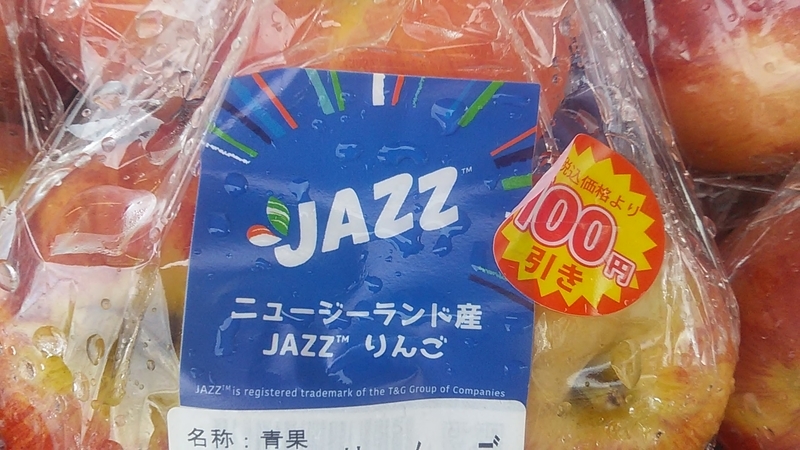 JAZZ™
ニュージーランド産
JAZZ™ りんご
JAZZ™ is registered trademark of the T&G Group of Companies
税込価格より
100円
引き
名称：青果